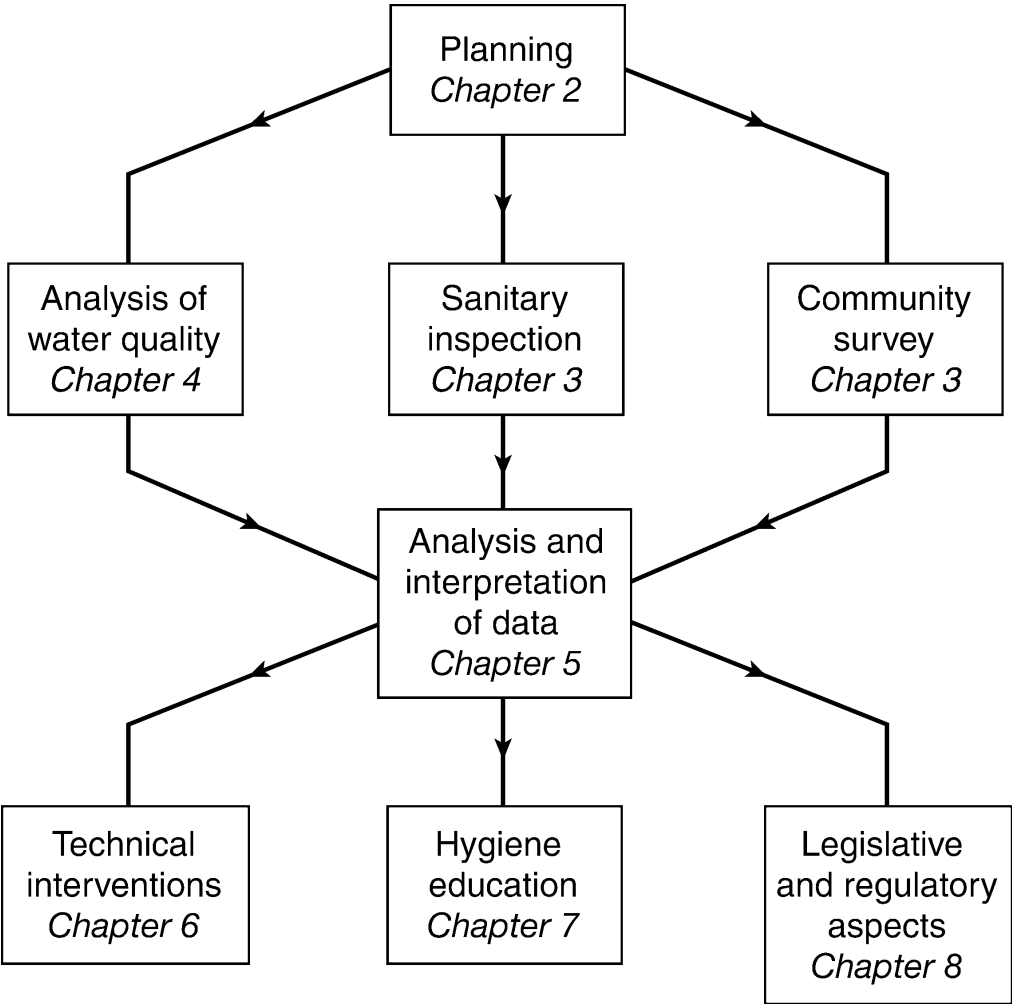 Planning
Chapter 2
Analysis of
water quality
Chapter 4
Sanitary
inspection
Chapter 3
Community
survey
Chapter 3
Analysis and
interpretation
of data
Chapter 5
Technical
interventions
Chapter 6
Hygiene
education
Chapter 7
Legislative
and regulatory
aspects
Chapter 8